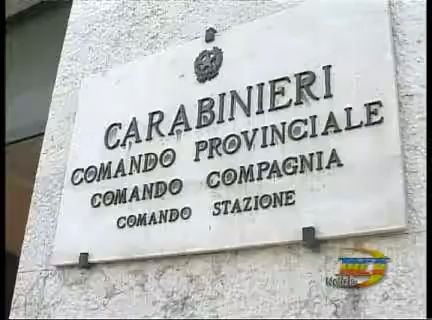 CARABINIERI
COMANDO PROVINCIALE
COMANDO COMPAGNIA
COMANDO STAZIONE